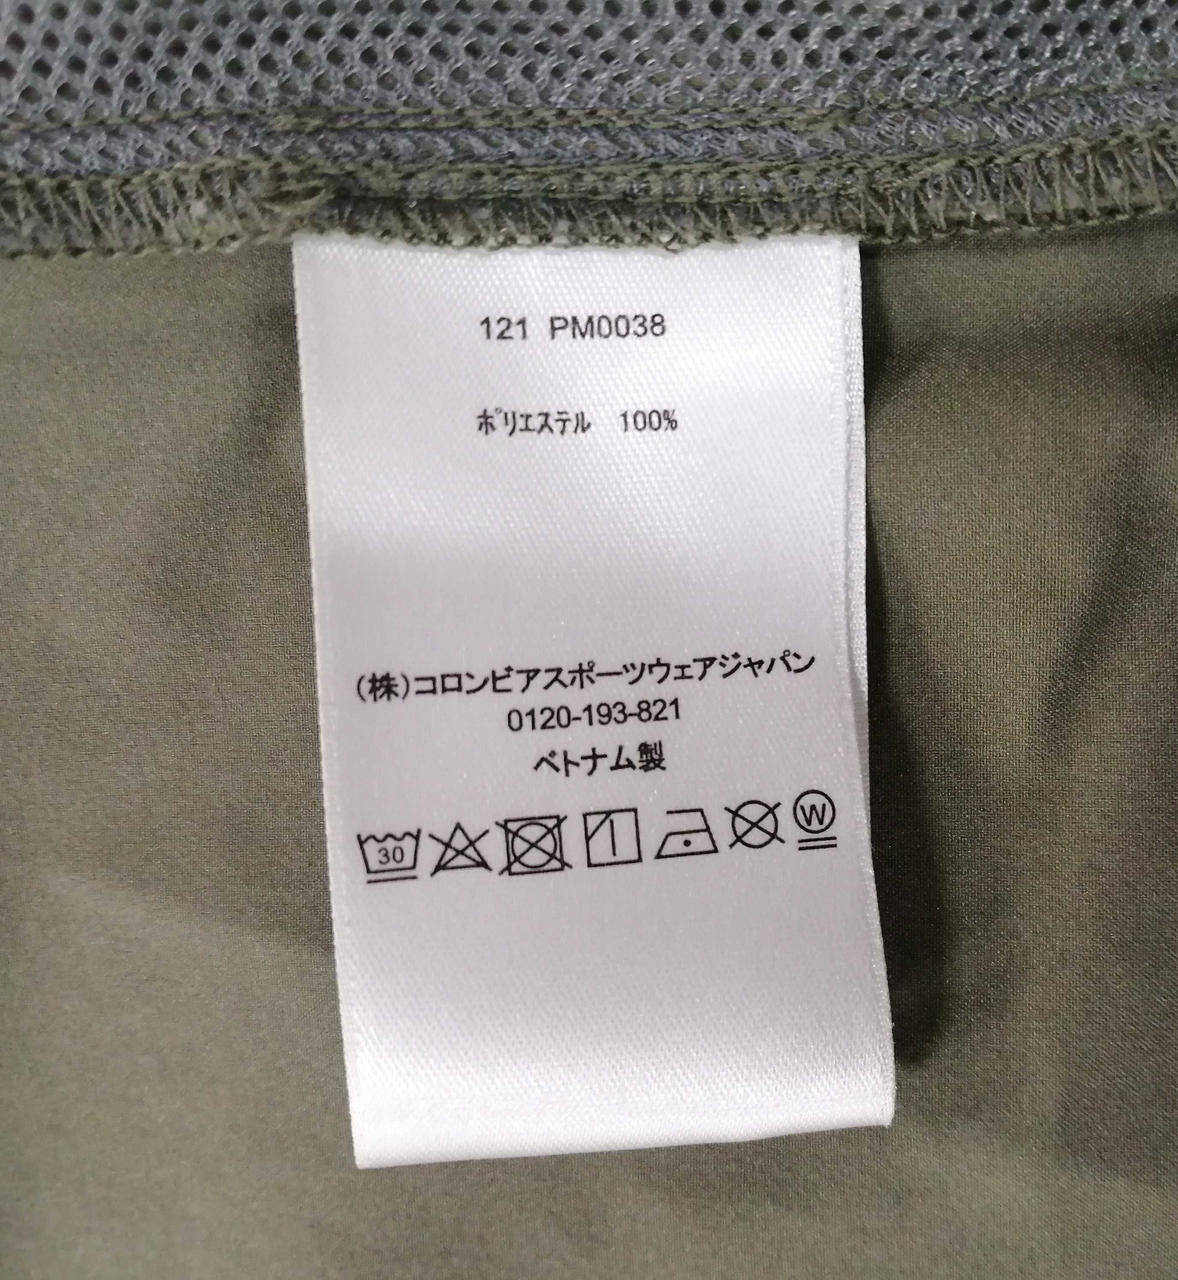 121 PM0038
ポリエステル 100%
(株)コロンビアスポーツウェアジャパン
0120-193-821
ベトナム製
30 W